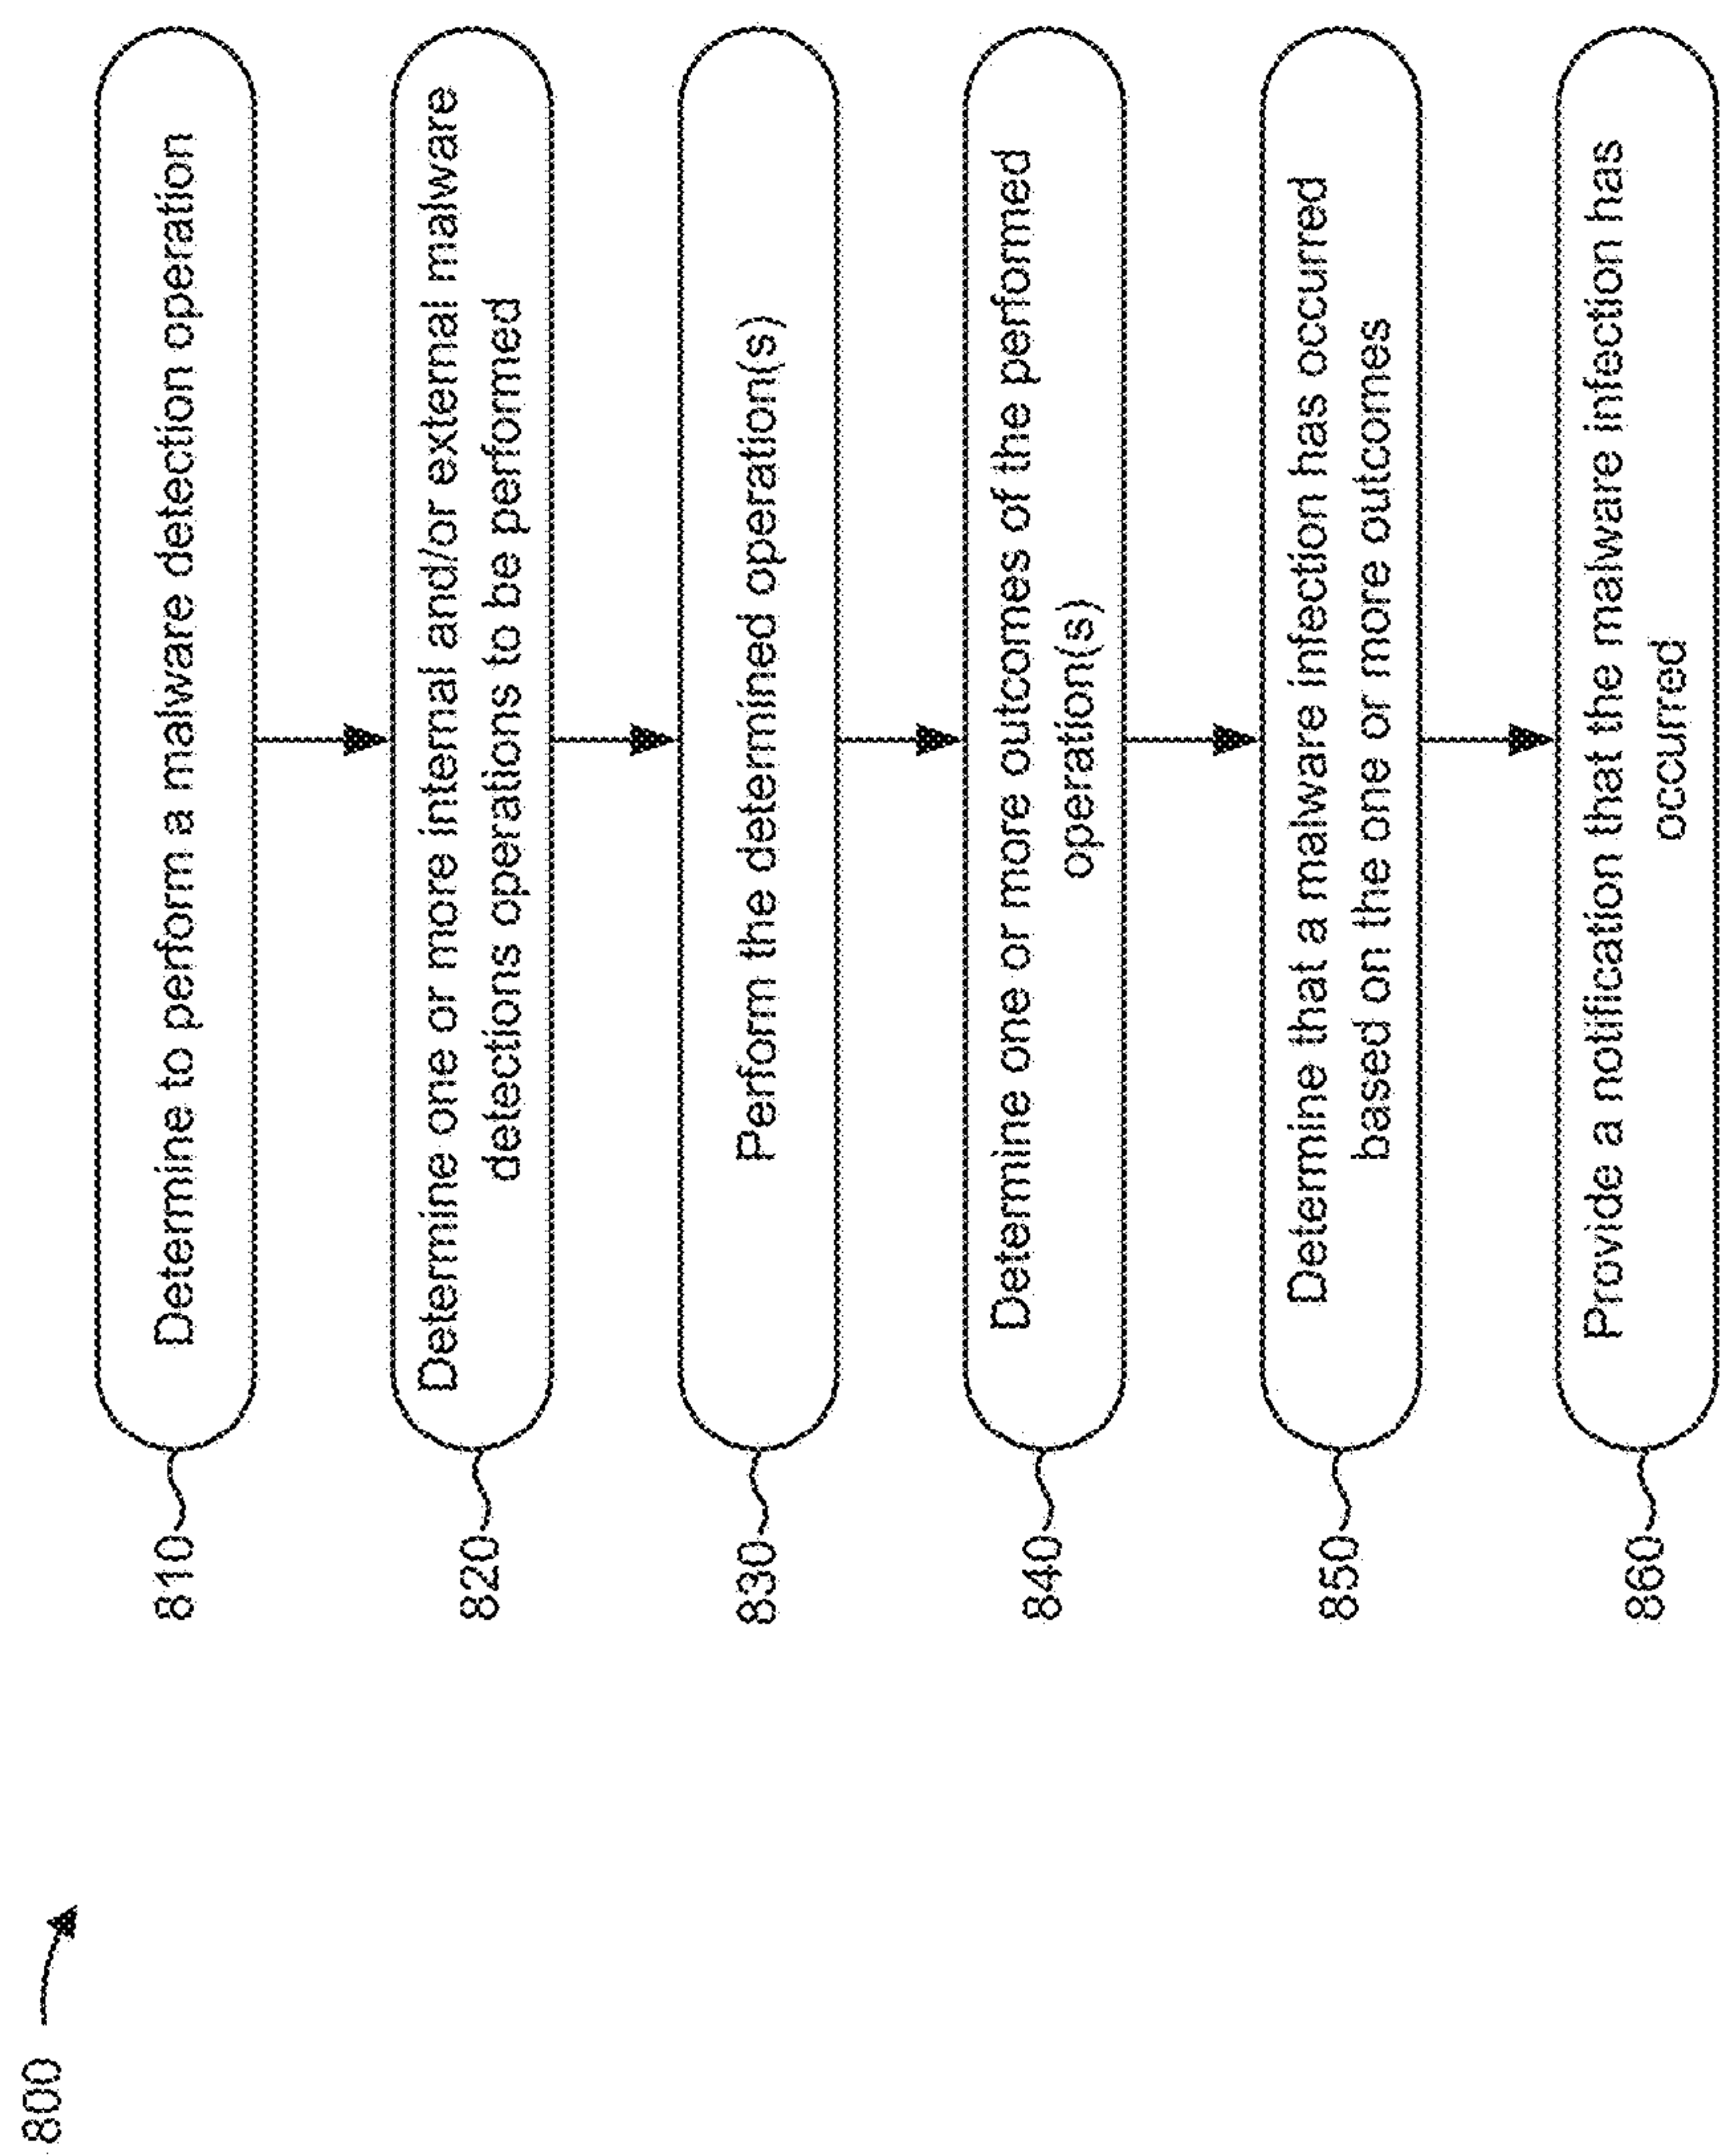 800
810
Determine to perform a malware detection operation
820
Determine one or more internal and/or external malware
detections operations to be performed
830
Perform the determined operation(s)
840
Determine one or more outcomes of the performed
operation(s)
850
Determine that a malware infection has occurred
based on the one or more outcomes
860
Provide a notification that the malware infection has
occurred